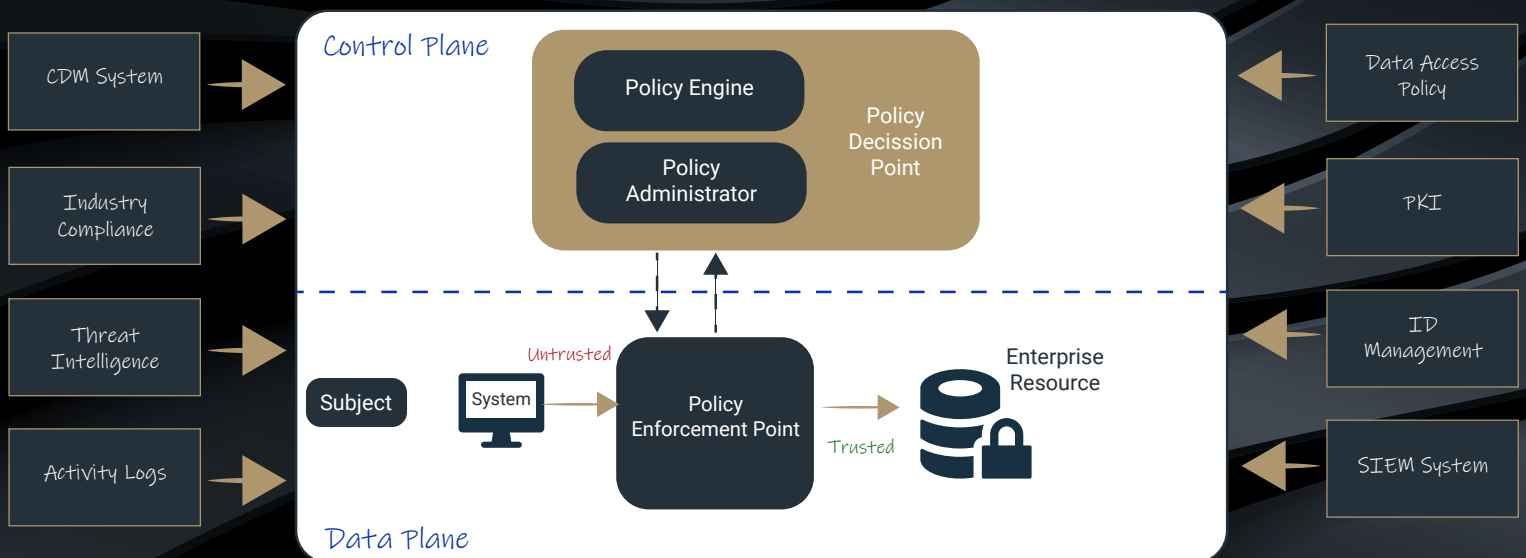 Control Plane
CDM System
Industry
Compliance
Threat
Intelligence
Activity Logs
Policy Engine
Policy
Administrator
Policy
Decission
Point
Data Access
Policy
PKI
ID
Management
SIEM System
Subject
System
Untrusted
Policy
Enforcement Point
Trusted
Enterprise
Resource
Data Plane